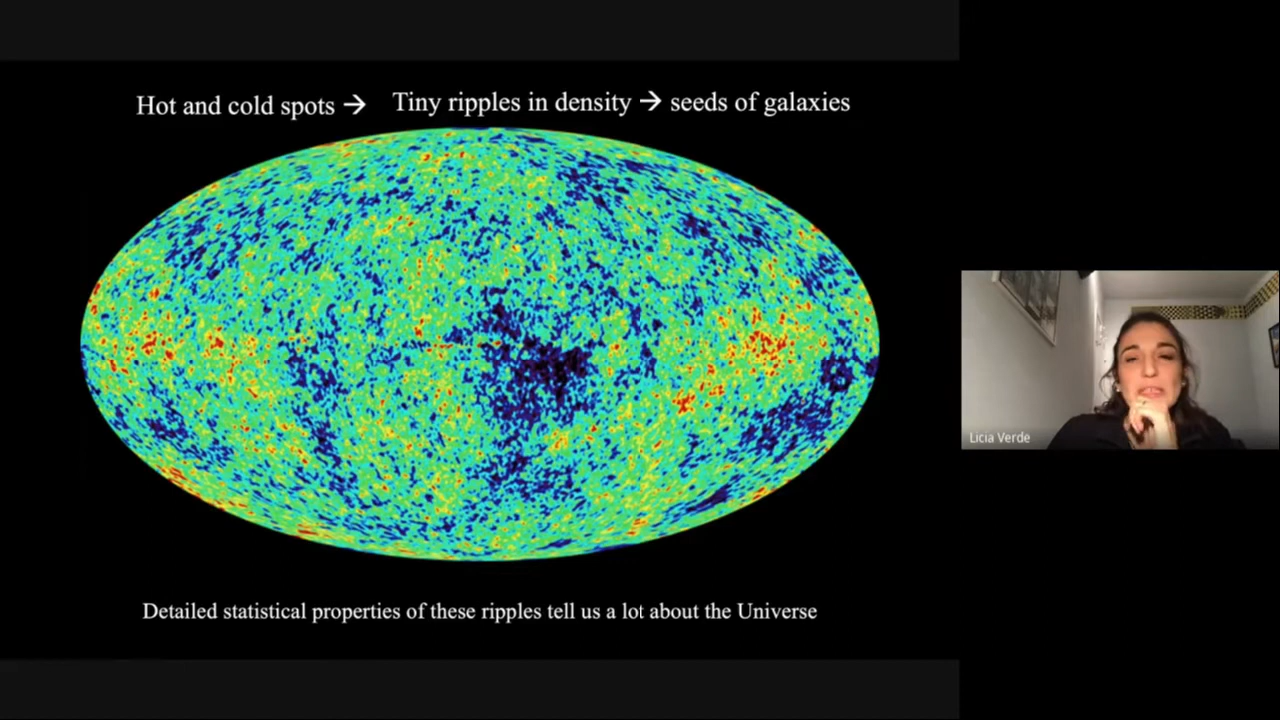 Hot and cold spots → Tiny ripples in density → seeds of galaxies
Licia Verde
Detailed statistical properties of these ripples tell us a lot about the Universe